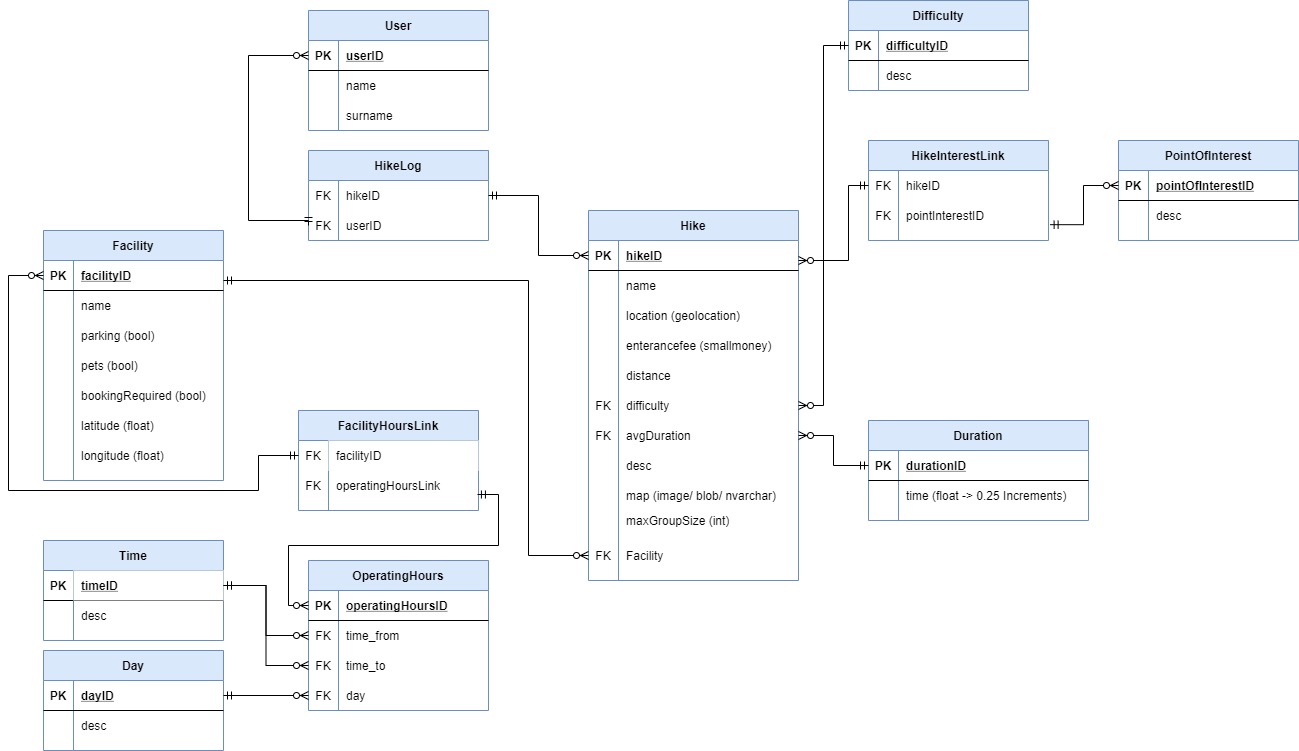 User
PK userID
name
surname
HikeLog
FK hikeID
FK userID
Facility
PK facilityID
name
parking (bool)
pets (bool)
bookingRequired (bool)
latitude (float)
longitude (float)
FacilityHoursLink
FK facilityID
FK operatingHoursLink
Time
PK timeID
desc
Day
PK dayID
desc
OperatingHours
PK operatingHoursID
FK time_from
FK time_to
FK day
Hike
PK hikeID
name
location (geolocation)
enterancefee (smallmoney)
distance
FK difficulty
FK avgDuration
desc
map (image/ blob/ nvarchar)
maxGroupSize (int)
FK Facility
Difficulty
PK difficultyID
desc
HikeInterestLink
FK hikeID
FK pointInterestID
PointOfInterest
PK pointOfInterestID
desc
Duration
PK durationID
time (float -> 0.25 Increments)